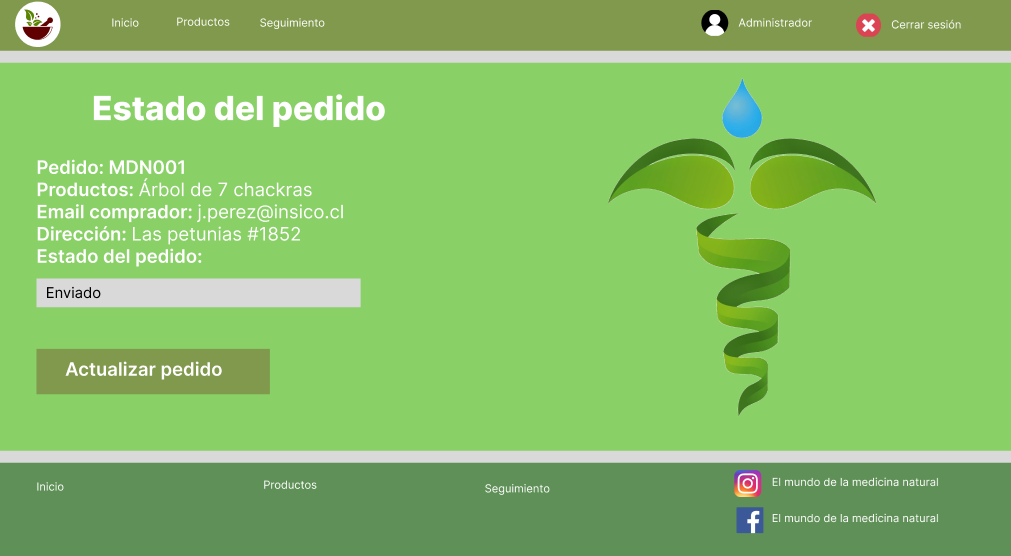 Inicio
Productos
Seguimiento
Administrador
Cerrar sesión
Estado del pedido
Pedido: MDN001
Productos: Árbol de 7 chackras
Email comprador: j.perez@insico.cl
Dirección: Las petunias #1852
Estado del pedido:
Enviado
Actualizar pedido
Inicio
Productos
Seguimiento
El mundo de la medicina natural
El mundo de la medicina natural